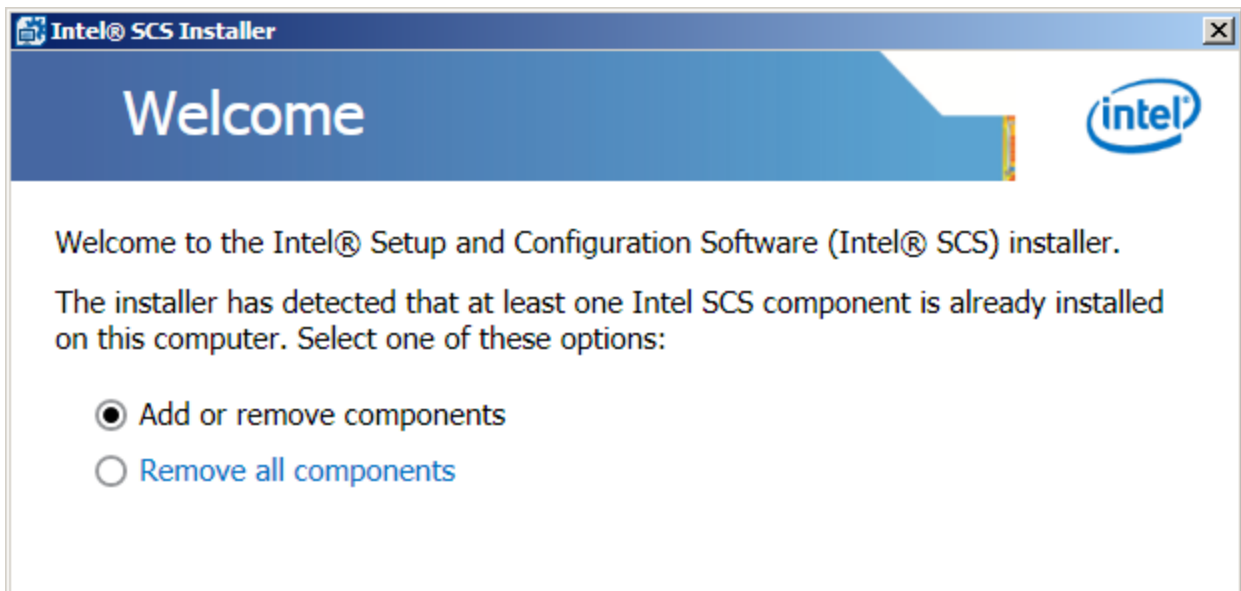 Intel® SCS Installer
Welcome
intel®
Welcome to the Intel® Setup and Configuration Software (Intel® SCS) installer.
The installer has detected that at least one Intel SCS component is already installed
on this computer. Select one of these options:
Add or remove components
Remove all components